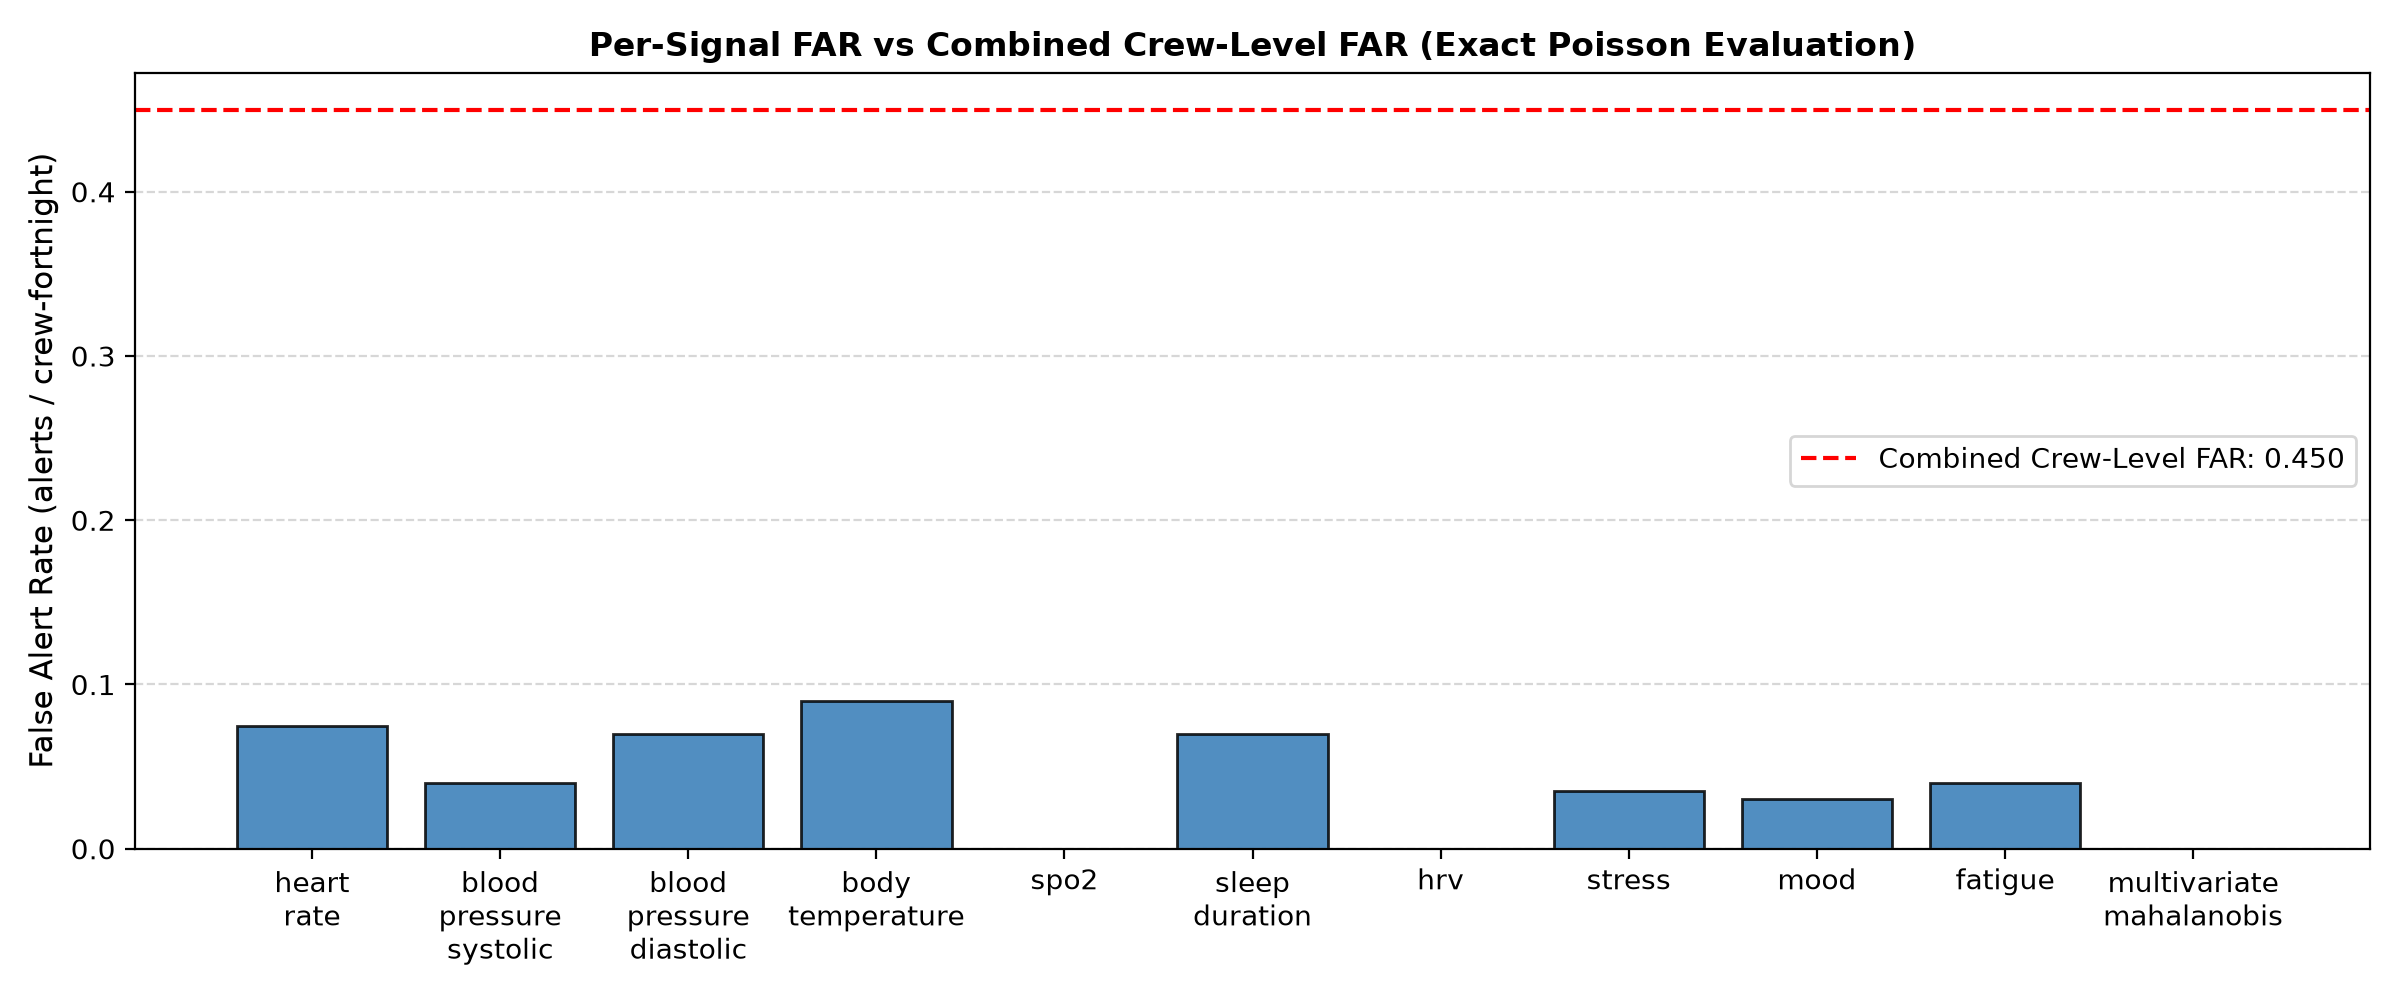 Per-Signal FAR vs Combined Crew-Level FAR (Exact Poisson Evaluation)
False Alert Rate (alerts / crew-fortnight)
0.4
0.3
0.2
0.1
0.0
Combined Crew-Level FAR: 0.450
heart
rate
blood
pressure
systolic
blood
pressure
diastolic
body
temperature
spo2
sleep
duration
hrv
stress
mood
fatigue
multivariate
mahalanobis